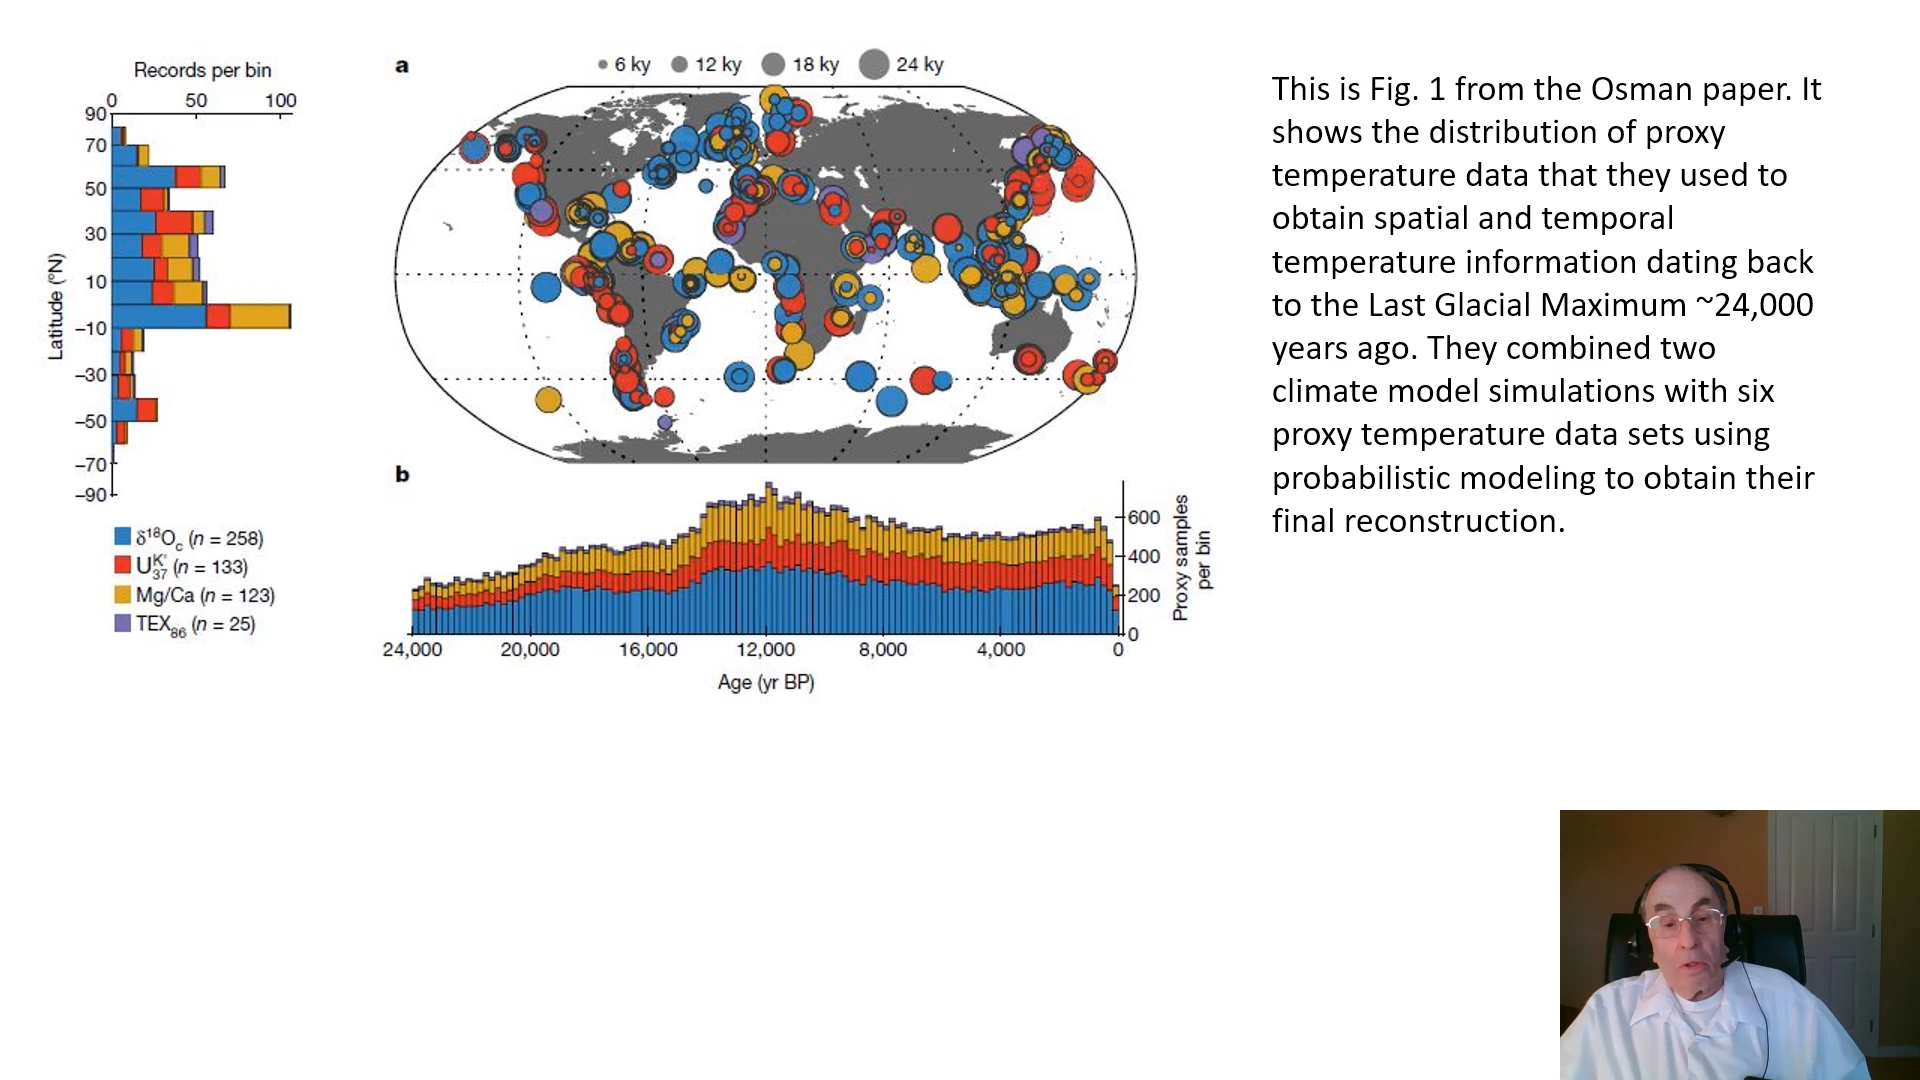 Records per bin
0 50 100
90
70
50
30
10
−10
−30
−50
−70
−90
Latitude (°N)
δ18Oc (n = 258)
UK'37 (n = 133)
Mg/Ca (n = 123)
TEX86 (n = 25)
a
6 ky 12 ky 18 ky 24 ky
b
600
400
200
0
Proxy samples
per bin
24,000 20,000 16,000 12,000 8,000 4,000 0
Age (yr BP)
This is Fig. 1 from the Osman paper. It
shows the distribution of proxy
temperature data that they used to
obtain spatial and temporal
temperature information dating back
to the Last Glacial Maximum ~24,000
years ago. They combined two
climate model simulations with six
proxy temperature data sets using
probabilistic modeling to obtain their
final reconstruction.